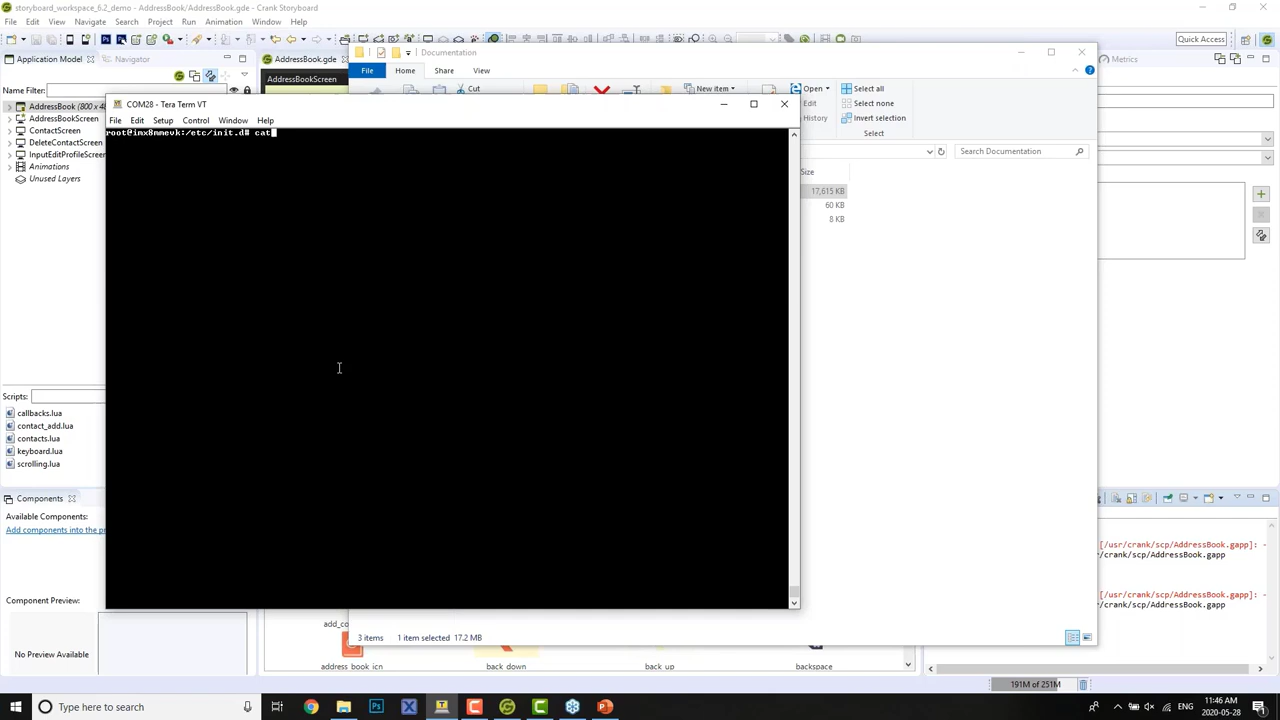 storyboard_workspace_6.2_demo - AddressBook/AddressBook.gde - Crank Storyboard
File Edit View Navigate Search Project Run Animation Window Help
Quick Access
Application Model
Navigator
AddressBook.gde
Metrics
Name Filter:
AddressBookScreen
AddressBook (800 x 48
AddressBookScreen
ContactScreen
DeleteContactScreen
InputEditProfileScreen
Animations
Unused Layers
Documentation
File Home Share View
Cut
New item
Open
Edit
History
Select all
Select none
Invert selection
Select
Search Documentation
Size
17,615 KB
60 KB
8 KB
COM28 - Tera Term VT
File Edit Setup Control Window Help
root@imx8mmevk:/etc/init.d# cat
Scripts:
callbacks.lua
contact_add.lua
contacts.lua
keyboard.lua
scrolling.lua
Components
Available Components:
Add components into the pr
Component Preview:
No Preview Available
[/usr/crank/scp/AddressBook.gapp]: -
/crank/scp/AddressBook.gapp
[/usr/crank/scp/AddressBook.gapp]: -
/crank/scp/AddressBook.gapp
add_co
3 items 1 item selected 17.2 MB
address_book_icn back_down back_up backspace
191M of 251M
Type here to search
ENG
11:46 AM
2020-05-28